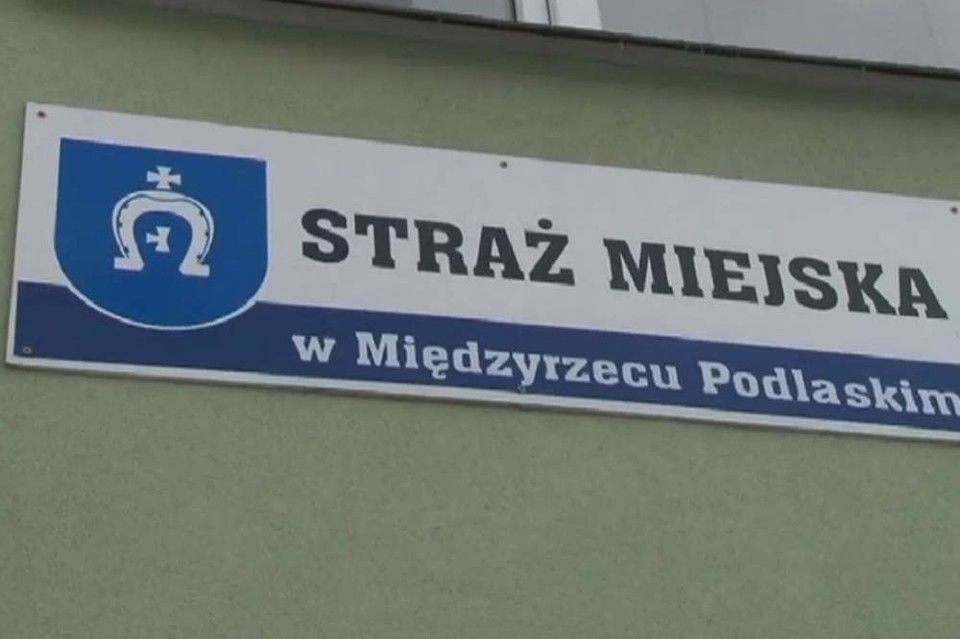 STRAŻ MIEJSKA
w Międzyrzecu Podlaskim